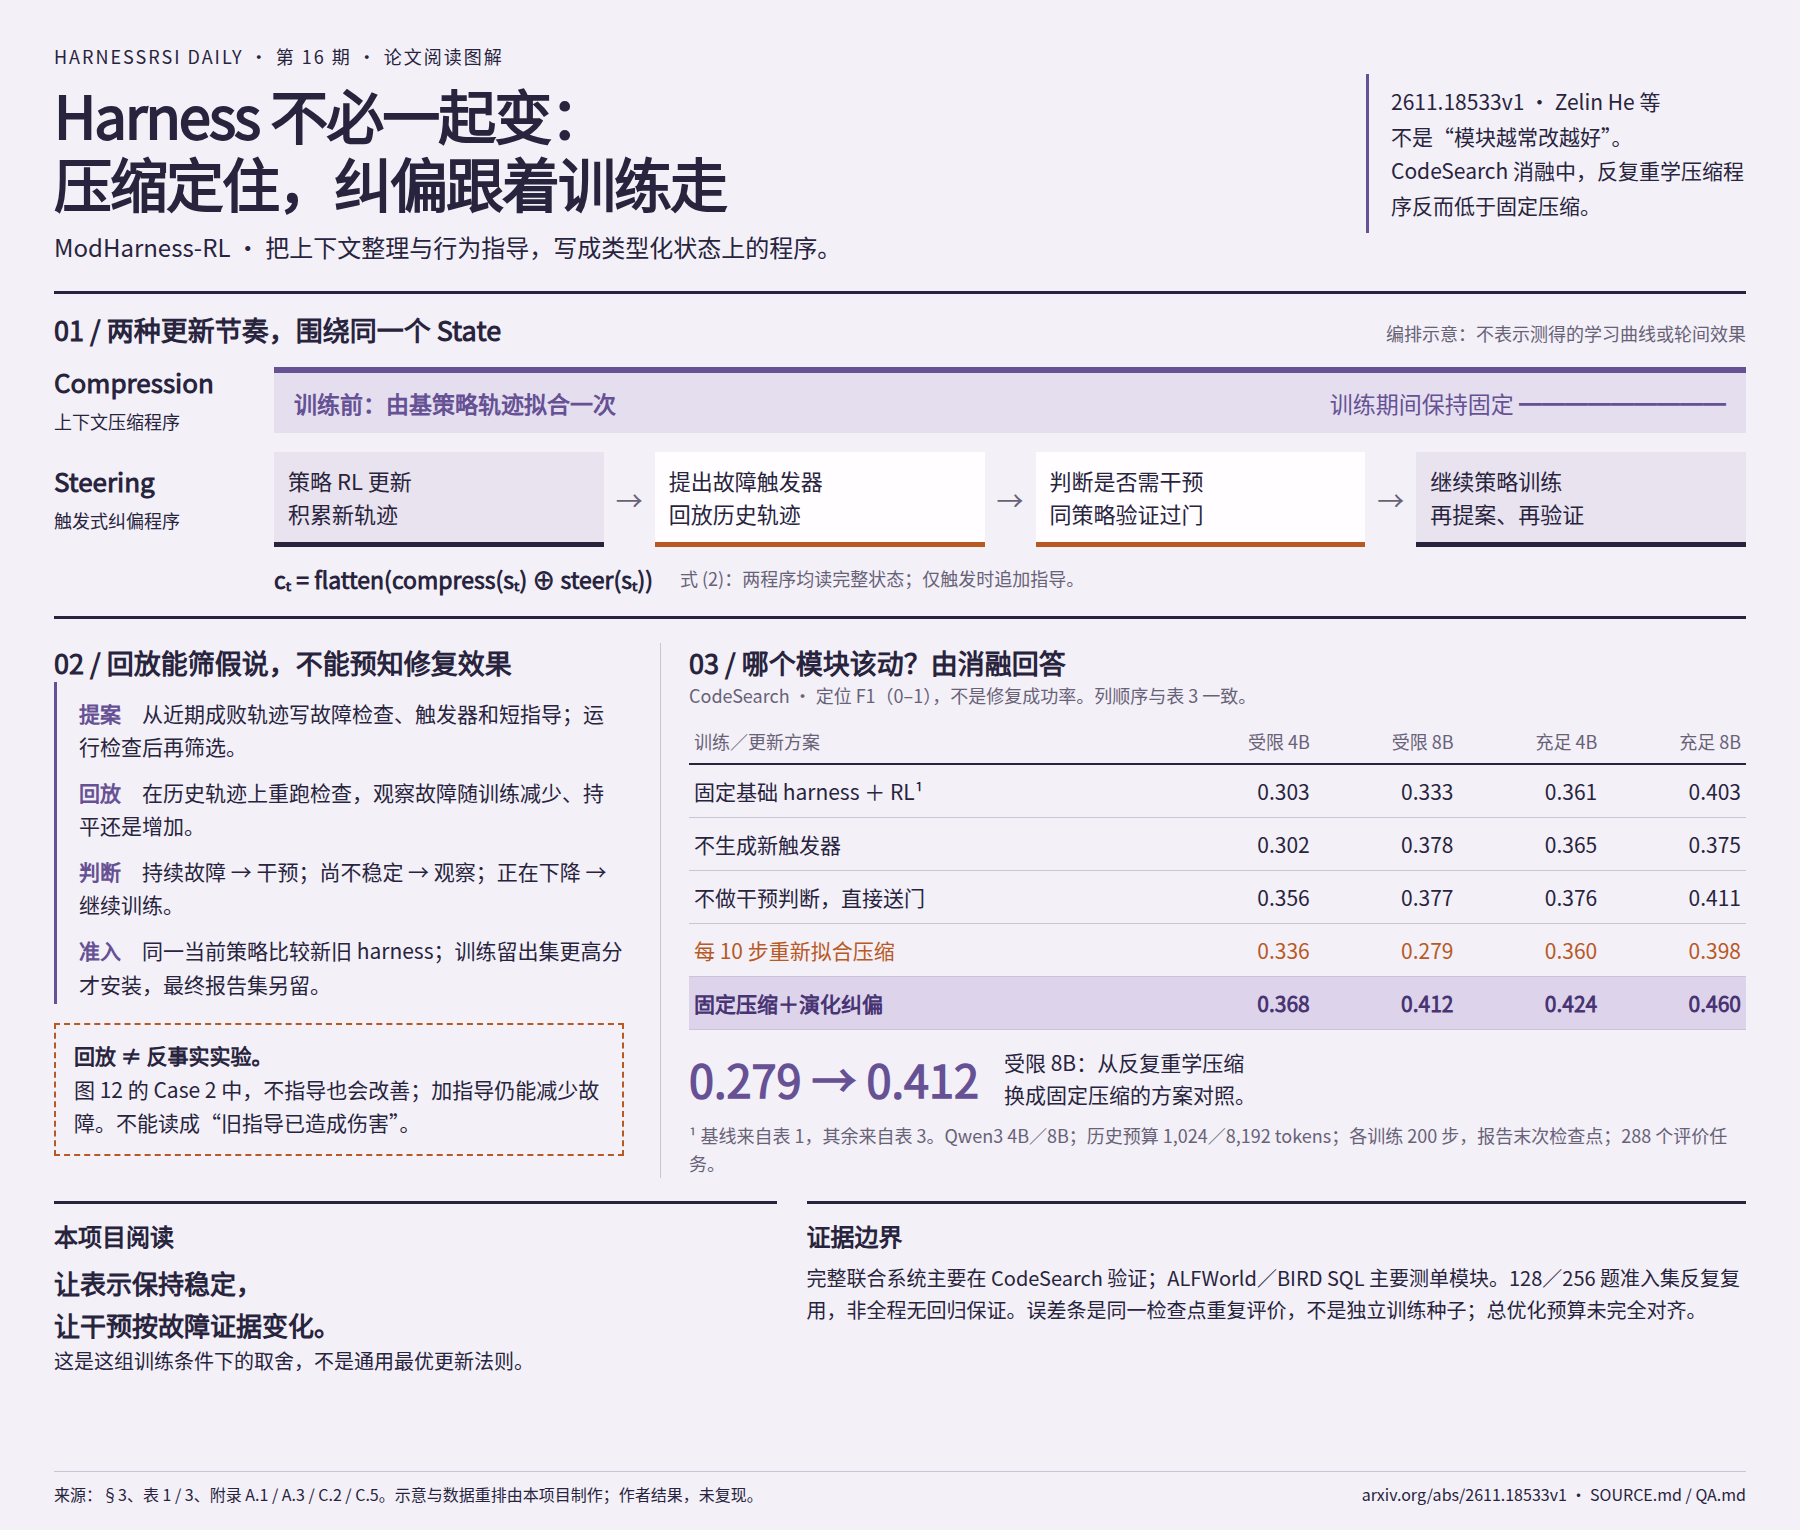 HARNESSRSI DAILY · 第 16 期 · 论文阅读图解
Harness 不必一起变：
压缩定住，纠偏跟着训练走
ModHarness-RL · 把上下文整理与行为指导，写成类型化状态上的程序。
2611.18533v1 · Zelin He 等
不是“模块越常改越好”。
CodeSearch 消融中，反复重学压缩程
序反而低于固定压缩。
01 / 两种更新节奏，围绕同一个 State
编排示意：不表示测得的学习曲线或轮间效果
Compression
上下文压缩程序
训练前：由基策略轨迹拟合一次
训练期间保持固定 —————————
Steering
触发式纠偏程序
策略 RL 更新
积累新轨迹
→
提出故障触发器
回放历史轨迹
→
判断是否需干预
同策略验证过门
→
继续策略训练
再提案、再验证
cₜ = flatten(compress(sₜ) ⊕ steer(sₜ))
式 (2)：两程序均读完整状态；仅触发时追加指导。
02 / 回放能筛假说，不能预知修复效果
提案 从近期成败轨迹写故障检查、触发器和短指导；运
行检查后再筛选。
回放 在历史轨迹上重跑检查，观察故障随训练减少、持
平还是增加。
判断 持续故障 → 干预；尚不稳定 → 观察；正在下降 →
继续训练。
准入 同一当前策略比较新旧 harness；训练留出集更高分
才安装，最终报告集另留。
回放 ≠ 反事实实验。
图 12 的 Case 2 中，不指导也会改善；加指导仍能减少故
障。不能读成“旧指导已造成伤害”。
03 / 哪个模块该动？由消融回答
CodeSearch · 定位 F1（0–1），不是修复成功率。列顺序与表 3 一致。
训练／更新方案 受限 4B 受限 8B 充足 4B 充足 8B
固定基础 harness ＋ RL¹ 0.303 0.333 0.361 0.403
不生成新触发器 0.302 0.378 0.365 0.375
不做干预判断，直接送门 0.356 0.377 0.376 0.411
每 10 步重新拟合压缩 0.336 0.279 0.360 0.398
固定压缩＋演化纠偏 0.368 0.412 0.424 0.460
0.279 → 0.412
受限 8B：从反复重学压缩
换成固定压缩的方案对照。
¹ 基线来自表 1，其余来自表 3。Qwen3 4B／8B；历史预算 1,024／8,192 tokens；各训练 200 步，报告末次检查点；288 个评价任
务。
本项目阅读
让表示保持稳定，
让干预按故障证据变化。
这是这组训练条件下的取舍，不是通用最优更新法则。
证据边界
完整联合系统主要在 CodeSearch 验证；ALFWorld／BIRD SQL 主要测单模块。128／256 题准入集反复复
用，非全程无回归保证。误差条是同一检查点重复评价，不是独立训练种子；总优化预算未完全对齐。
来源：§3、表 1 / 3、附录 A.1 / A.3 / C.2 / C.5。示意与数据重排由本项目制作；作者结果，未复现。
arxiv.org/abs/2611.18533v1 · SOURCE.md / QA.md